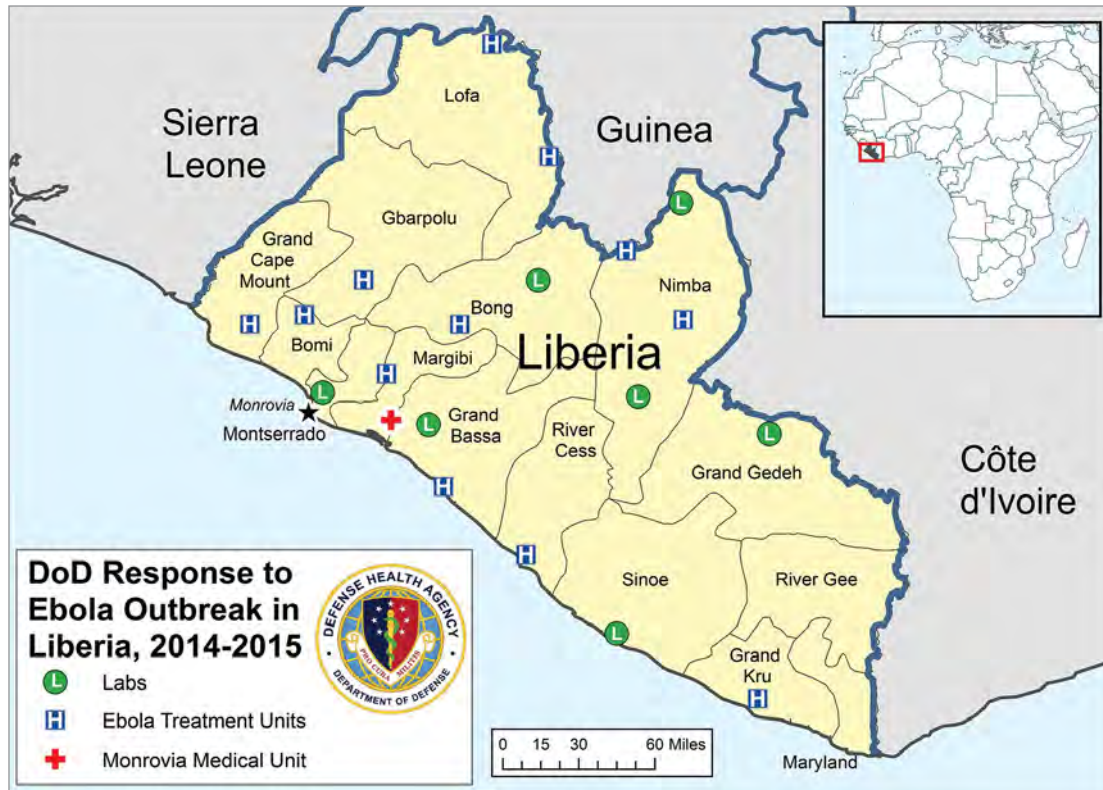 Sierra
Leone
Guinea
Lofa
Gbarpolu
Grand
Cape
Mount
Bomi
Bong
Nimba
Liberia
Margibi
Monrovia
Montserrado
Grand
Bassa
River
Cess
Grand Gedeh
Côte
d'Ivoire
Sinoe
River Gee
Grand
Kru
Maryland
L
L
L
L
L
L
L
H
H
H
H
H
H
H
H
H
H
H
H
DoD Response to
Ebola Outbreak in
Liberia, 2014-2015
L Labs
H Ebola Treatment Units
Monrovia Medical Unit
DEFENSE HEALTH AGENCY
DEPARTMENT OF DEFENSE
PRO CURA MILITIS
0 15 30 60 Miles